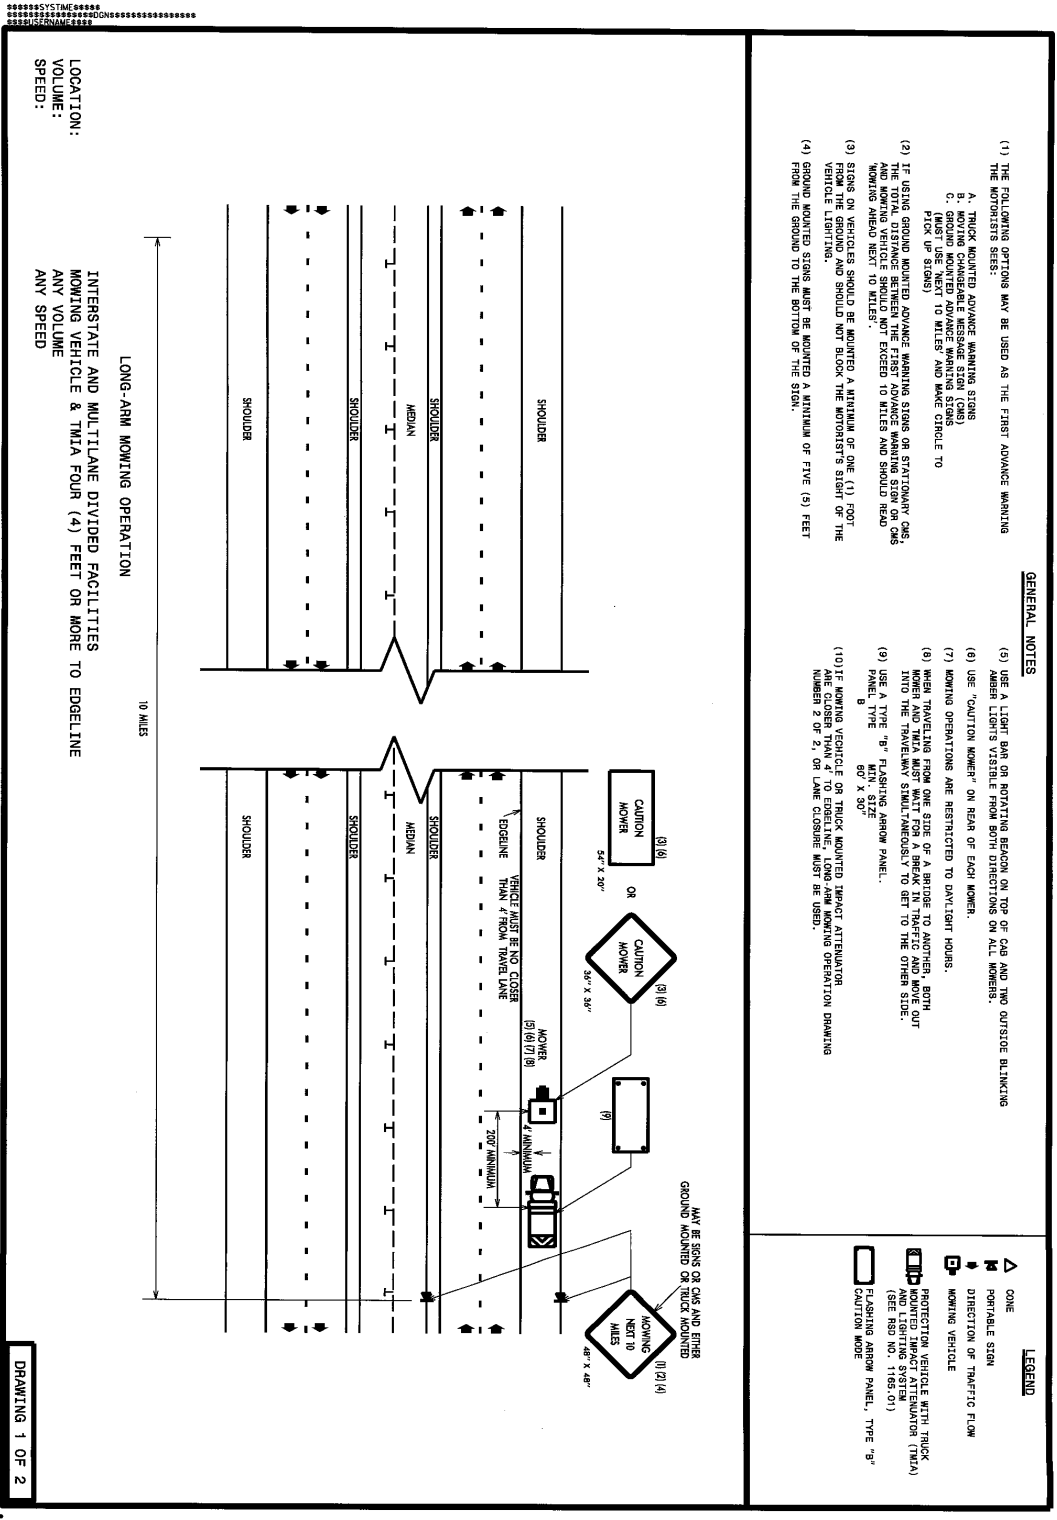 $$$$$$SYSTIME$$$$$
$$$$$$$$$$$$$$$$DGN$$$$$$$$$$$$$$$$
$$$$USERNAME$$$$
GENERAL NOTES
(1) THE FOLLOWING OPTIONS MAY BE USED AS THE FIRST ADVANCE WARNING
THE MOTORISTS SEES:
A. TRUCK MOUNTED ADVANCE WARNING SIGNS
B. MOVING CHANGEABLE MESSAGE SIGN (CMS)
C. GROUND MOUNTED ADVANCE WARNING SIGNS
(MUST USE 'NEXT 10 MILES' AND MAKE CIRCLE TO
PICK UP SIGNS)
(2) IF USING GROUND MOUNTED ADVANCE WARNING SIGNS OR STATIONARY CMS,
THE TOTAL DISTANCE BETWEEN THE FIRST ADVANCE WARNING SIGN OR CMS
AND MOWING VEHICLE SHOULD NOT EXCEED 10 MILES AND SHOULD READ
'MOWING AHEAD NEXT 10 MILES'.
(3) SIGNS ON VEHICLES SHOULD BE MOUNTED A MINIMUM OF ONE (1) FOOT
FROM THE GROUND AND SHOULD NOT BLOCK THE MOTORIST'S SIGHT OF THE
VEHICLE LIGHTING.
(4) GROUND MOUNTED SIGNS MUST BE MOUNTED A MINIMUM OF FIVE (5) FEET
FROM THE GROUND TO THE BOTTOM OF THE SIGN.
(5) USE A LIGHT BAR OR ROTATING BEACON ON TOP OF CAB AND TWO OUTSIDE BLINKING
AMBER LIGHTS VISIBLE FROM BOTH DIRECTIONS ON ALL MOWERS.
(6) USE "CAUTION MOWER" ON REAR OF EACH MOWER.
(7) MOWING OPERATIONS ARE RESTRICTED TO DAYLIGHT HOURS.
(8) WHEN TRAVELING FROM ONE SIDE OF A BRIDGE TO ANOTHER, BOTH
MOWER AND TMIA MUST WAIT FOR A BREAK IN TRAFFIC AND MOVE OUT
INTO THE TRAVELWAY SIMULTANEOUSLY TO GET TO THE OTHER SIDE.
(9) USE A TYPE "B" FLASHING ARROW PANEL.
PANEL TYPE MIN. SIZE
B 60" X 30"
(10) IF MOWING VECHICLE OR TRUCK MOUNTED IMPACT ATTENUATOR
ARE CLOSER THAN 4' TO EDGELINE, LONG-ARM MOWING OPERATION DRAWING
NUMBER 2 OF 2, OR LANE CLOSURE MUST BE USED.
LEGEND
CONE
PORTABLE SIGN
DIRECTION OF TRAFFIC FLOW
MOWING VEHICLE
PROTECTION VEHICLE WITH TRUCK
MOUNTED IMPACT ATTENUATOR (TMIA)
AND LIGHTING SYSTEM
(SEE RSD NO. 1165.01)
FLASHING ARROW PANEL, TYPE "B"
CAUTION MODE
MAY BE SIGNS OR CMS AND EITHER
GROUND MOUNTED OR TRUCK MOUNTED
(3) (6)
CAUTION
MOWER
54" X 20"
OR
(3) (6)
CAUTION
MOWER
36" X 36"
(9)
(1) (2) (4)
MOWING
NEXT 10
MILES
48" X 48"
SHOULDER
SHOULDER
MOWER
(5) (6) (7) (8)
4' MINIMUM
200' MINIMUM
EDGELINE
VEHICLE MUST BE NO CLOSER
THAN 4' FROM TRAVEL LANE
SHOULDER
SHOULDER
MEDIAN
MEDIAN
SHOULDER
SHOULDER
SHOULDER
SHOULDER
10 MILES
LONG-ARM MOWING OPERATION
INTERSTATE AND MULTILANE DIVIDED FACILITIES
MOWING VEHICLE & TMIA FOUR (4) FEET OR MORE TO EDGELINE
ANY VOLUME
ANY SPEED
LOCATION:
VOLUME:
SPEED:
DRAWING 1 OF 2